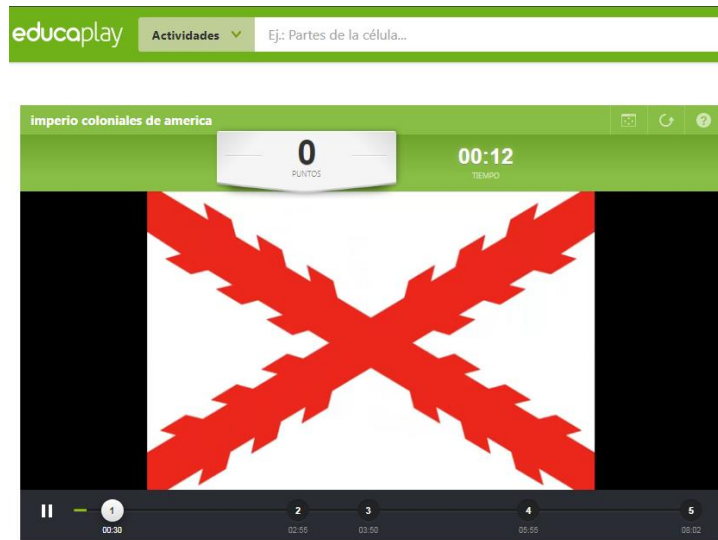 educaplay Actividades Ej.: Partes de la célula...
imperio coloniales de america
0
PUNTOS
00:12
TIEMPO
1 2 3 4 5
00:30 02:55 03:50 05:55 08:02